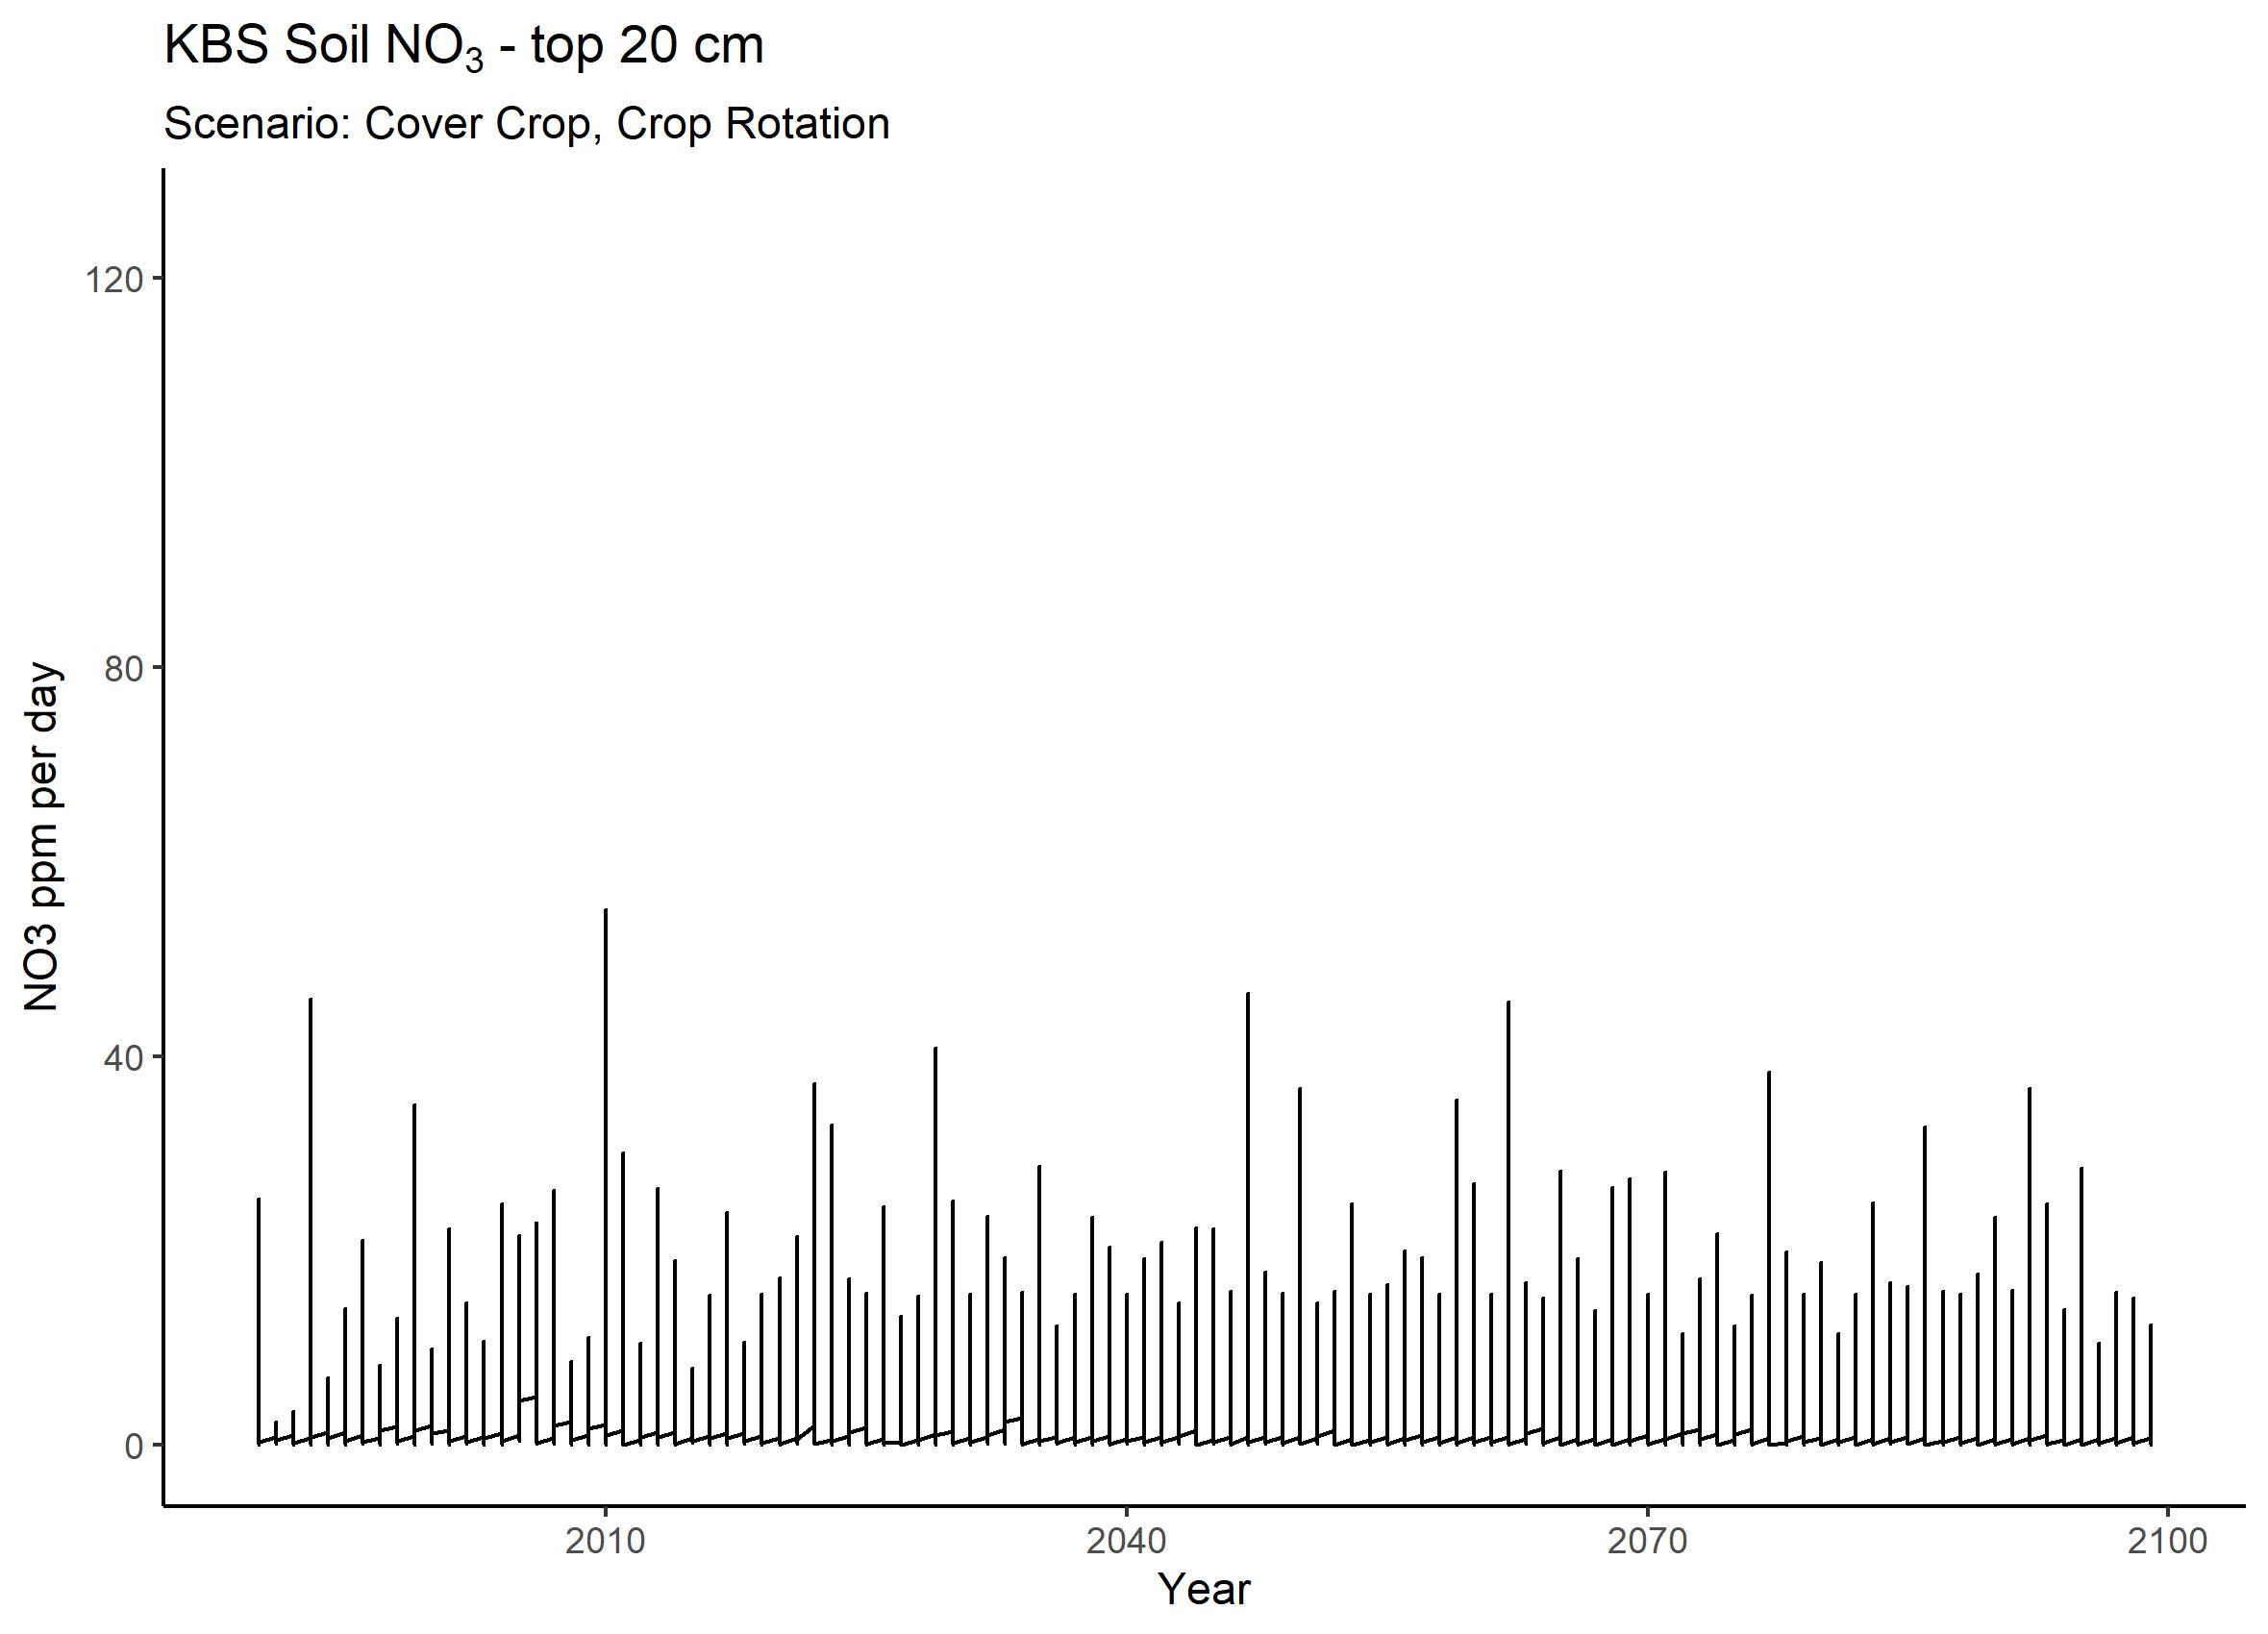 KBS Soil NO₃ - top 20 cm
Scenario: Cover Crop, Crop Rotation
NO3 ppm per day
120
80
40
0
2010 2040 2070 2100
Year